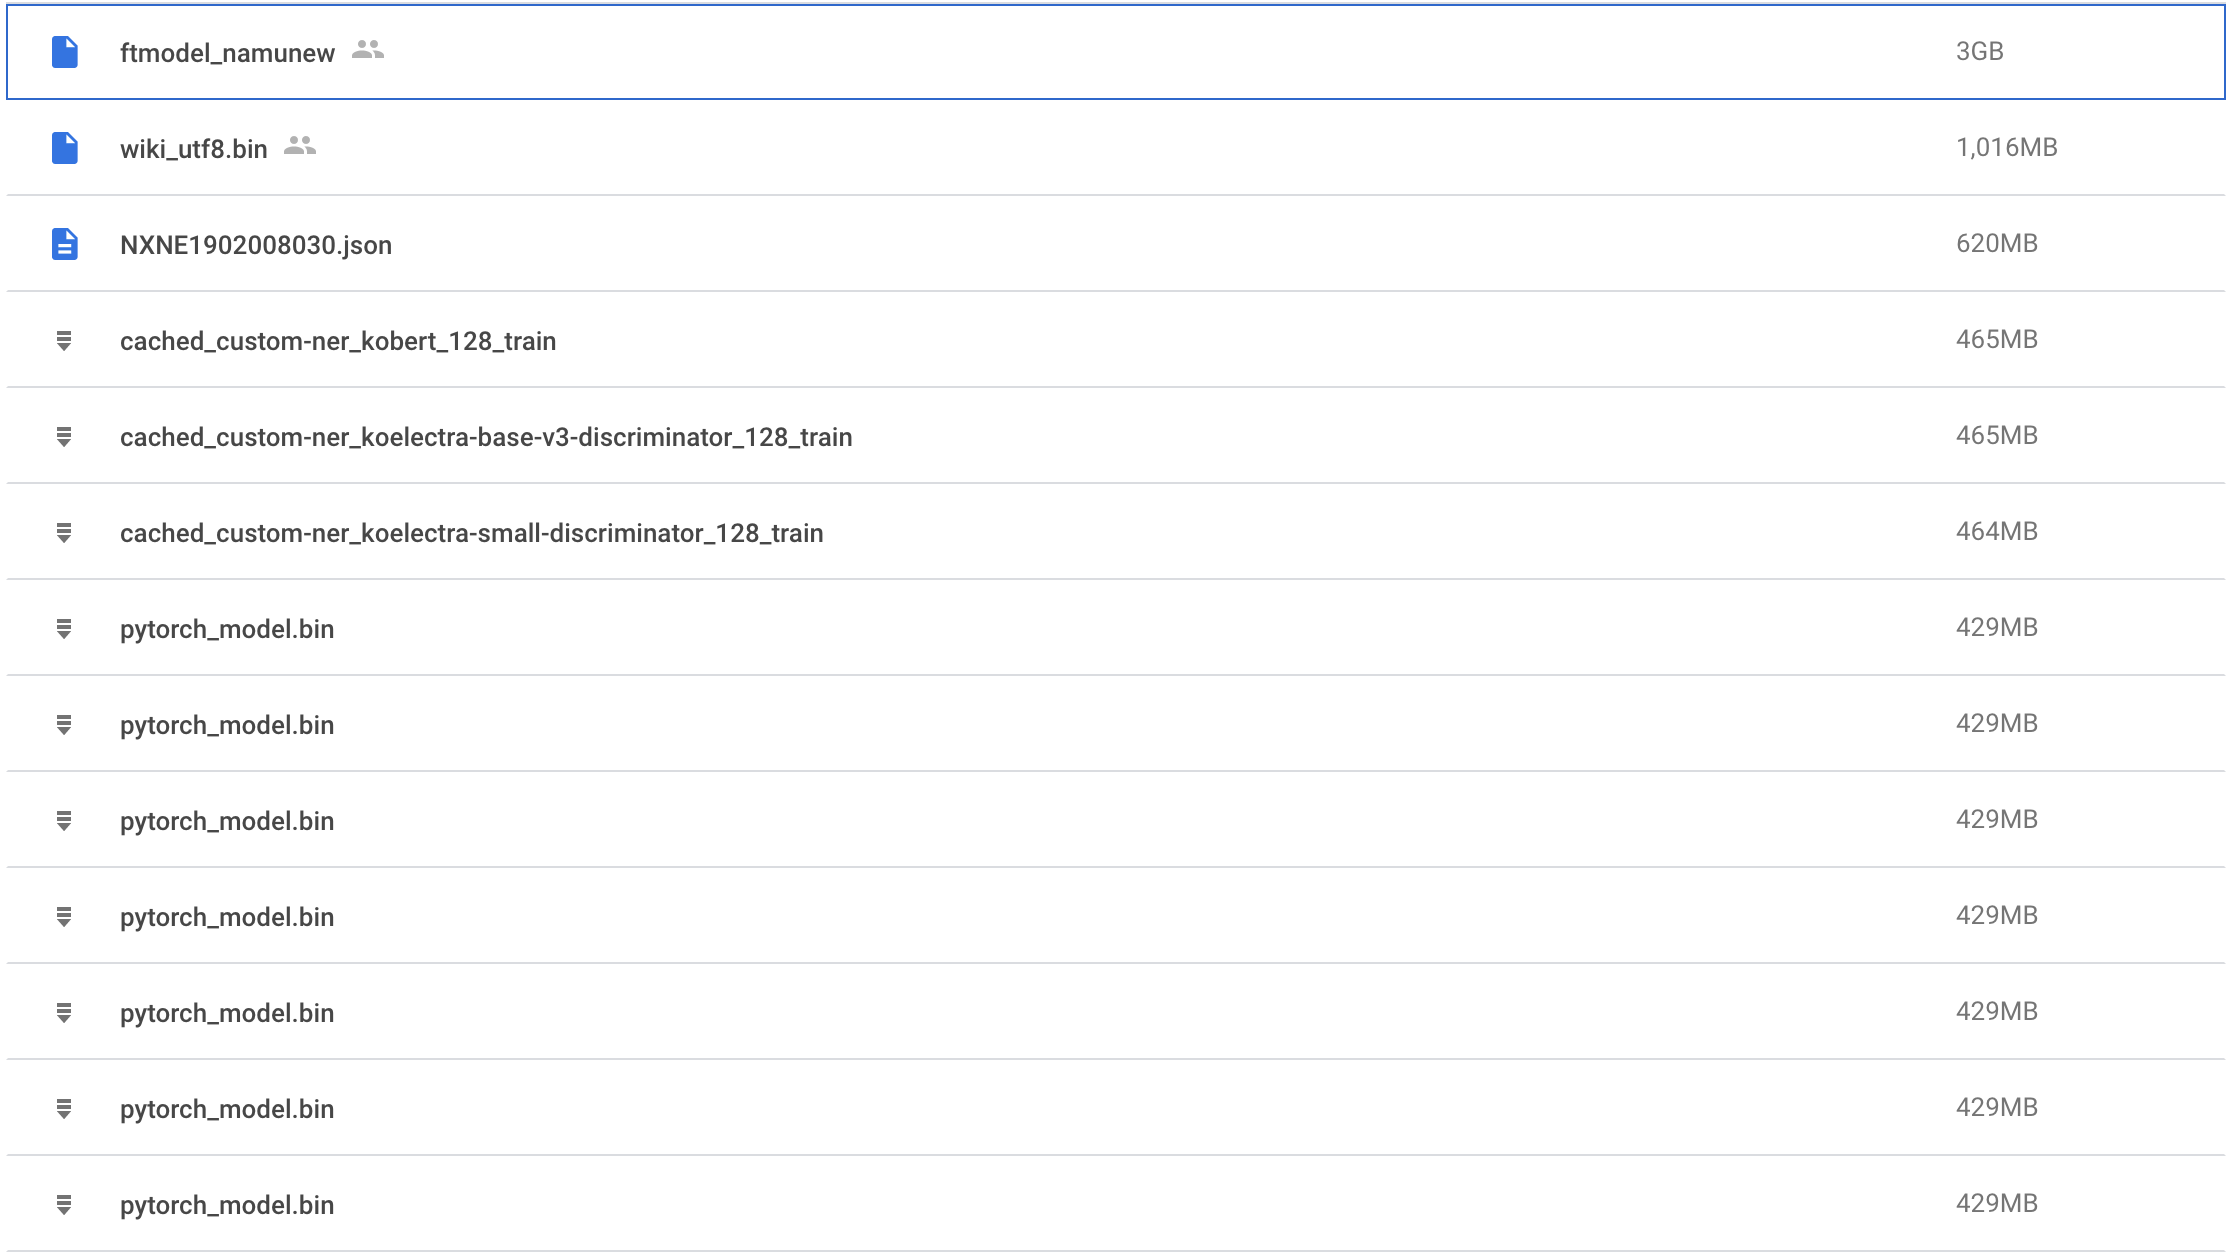 ftmodel_namunew 3GB
wiki_utf8.bin 1,016MB
NXNE1902008030.json 620MB
cached_custom-ner_kobert_128_train 465MB
cached_custom-ner_koelectra-base-v3-discriminator_128_train 465MB
cached_custom-ner_koelectra-small-discriminator_128_train 464MB
pytorch_model.bin 429MB
pytorch_model.bin 429MB
pytorch_model.bin 429MB
pytorch_model.bin 429MB
pytorch_model.bin 429MB
pytorch_model.bin 429MB
pytorch_model.bin 429MB